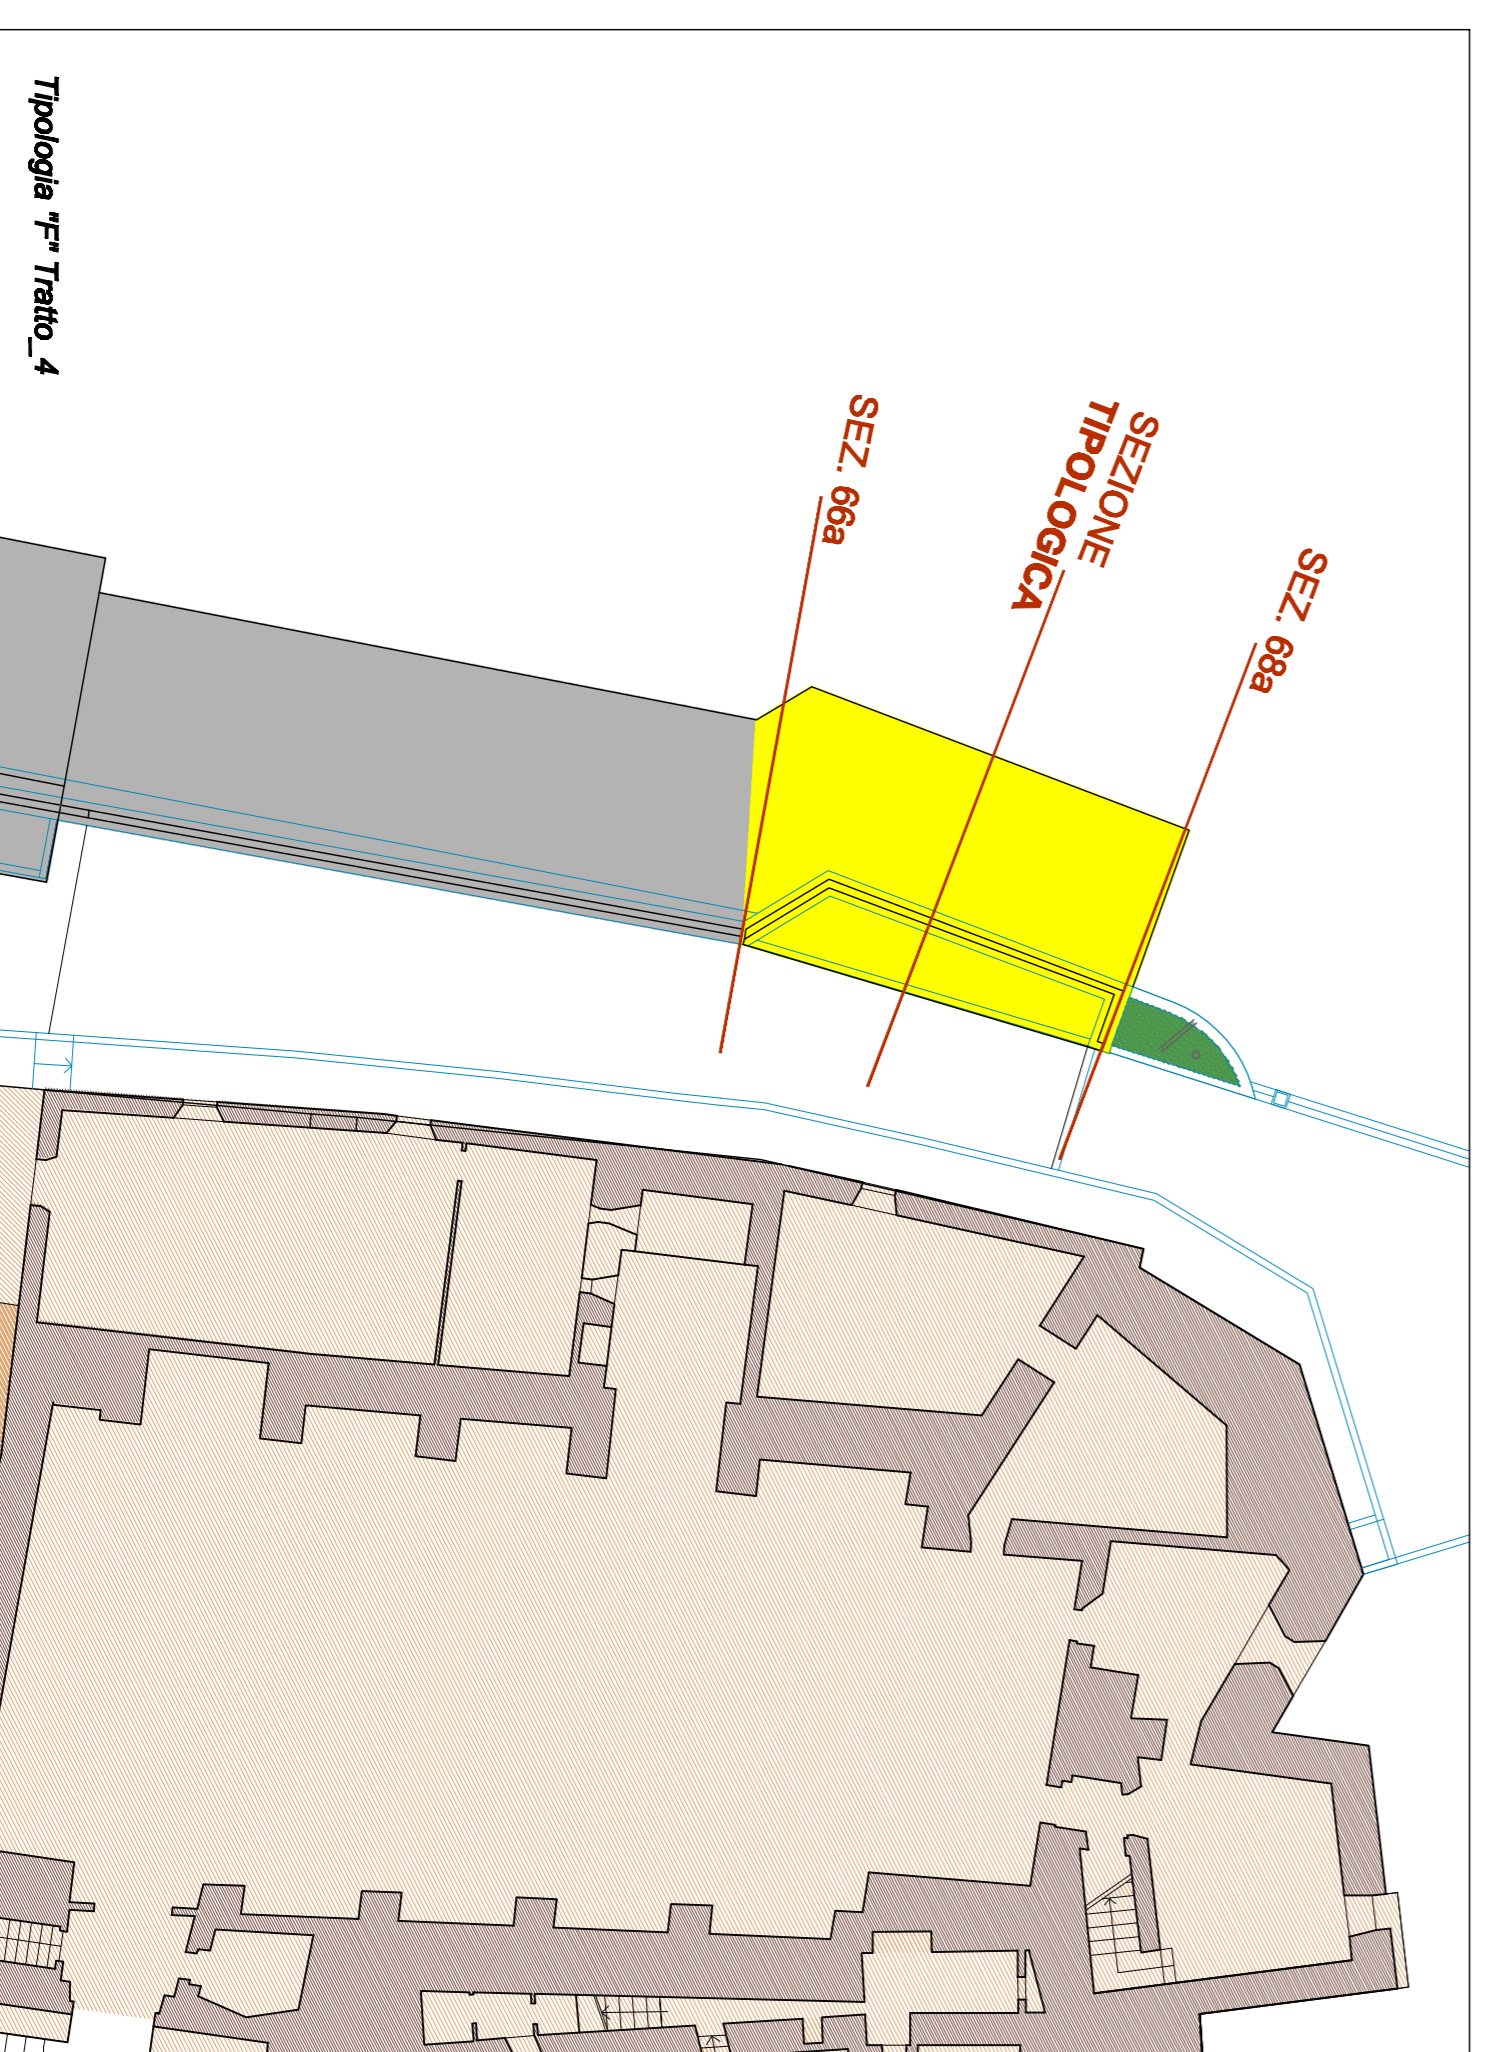 Tipologia "F" Tratto_4
SEZ. 66a
SEZIONE
TIPOLOGICA
SEZ. 68a